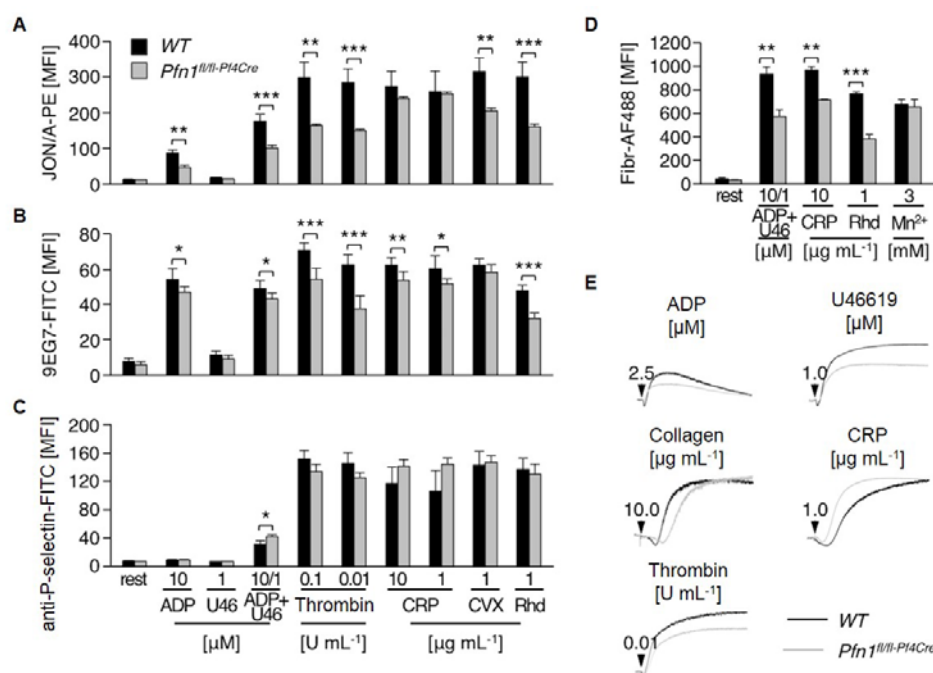 A
WT
Pfn1fl/fl-Pf4Cre
JON/A-PE [MFI]
400
300
200
100
0
**
***
**
***
**
***
B
9EG7-FITC [MFI]
80
60
40
20
0
*
*
***
***
**
*
***
C
anti-P-selectin-FITC [MFI]
200
160
120
80
40
0
*
rest 10 1 10/1 0.1 0.01 10 1 1 1
ADP U46 ADP+ U46 Thrombin CRP CVX Rhd
[µM] [U mL-1] [µg mL-1]
D
Fibr-AF488 [MFI]
1200
1000
800
600
400
200
0
**
**
***
rest 10/1 10 1 3
ADP+ U46 CRP Rhd Mn2+
[µM] [µg mL-1] [mM]
E
ADP
[µM]
2.5
U46619
[µM]
1.0
Collagen
[µg mL-1]
10.0
CRP
[µg mL-1]
1.0
Thrombin
[U mL-1]
0.01
WT
Pfn1fl/fl-Pf4Cre